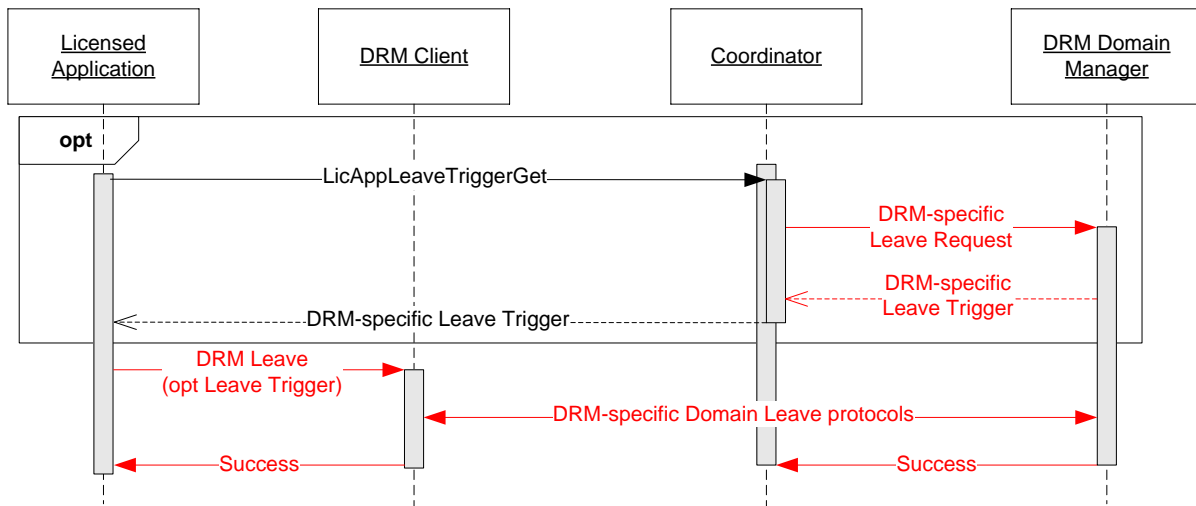 Licensed
Application
DRM Client
Coordinator
DRM Domain
Manager
opt
LicAppLeaveTriggerGet
DRM-specific
Leave Request
DRM-specific
Leave Trigger
DRM-specific Leave Trigger
DRM Leave
(opt Leave Trigger)
DRM-specific Domain Leave protocols
Success
Success